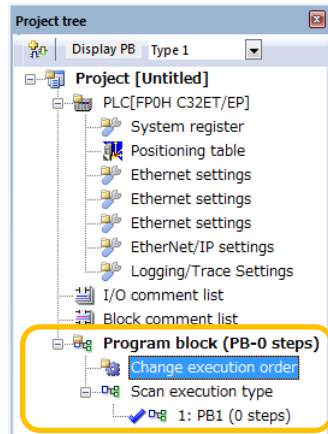 Project tree
Display PB Type 1
Project [Untitled]
PLC[FP0H C32ET/EP]
System register
Positioning table
Ethernet settings
Ethernet settings
Ethernet settings
EtherNet/IP settings
Logging/Trace Settings
I/O comment list
Block comment list
Program block (PB-0 steps)
Change execution order
Scan execution type
1: PB1 (0 steps)